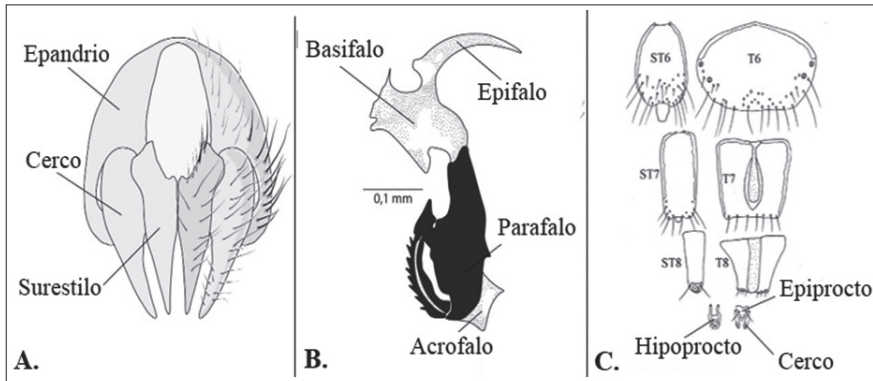 Epandrio
Cerco
Surestilo
A.
Basifalo
Epifalo
0,1 mm
Parafalo
Acrofalo
B.
ST6
T6
ST7
T7
ST8
T8
Epiprocto
Hipoprocto
Cerco
C.